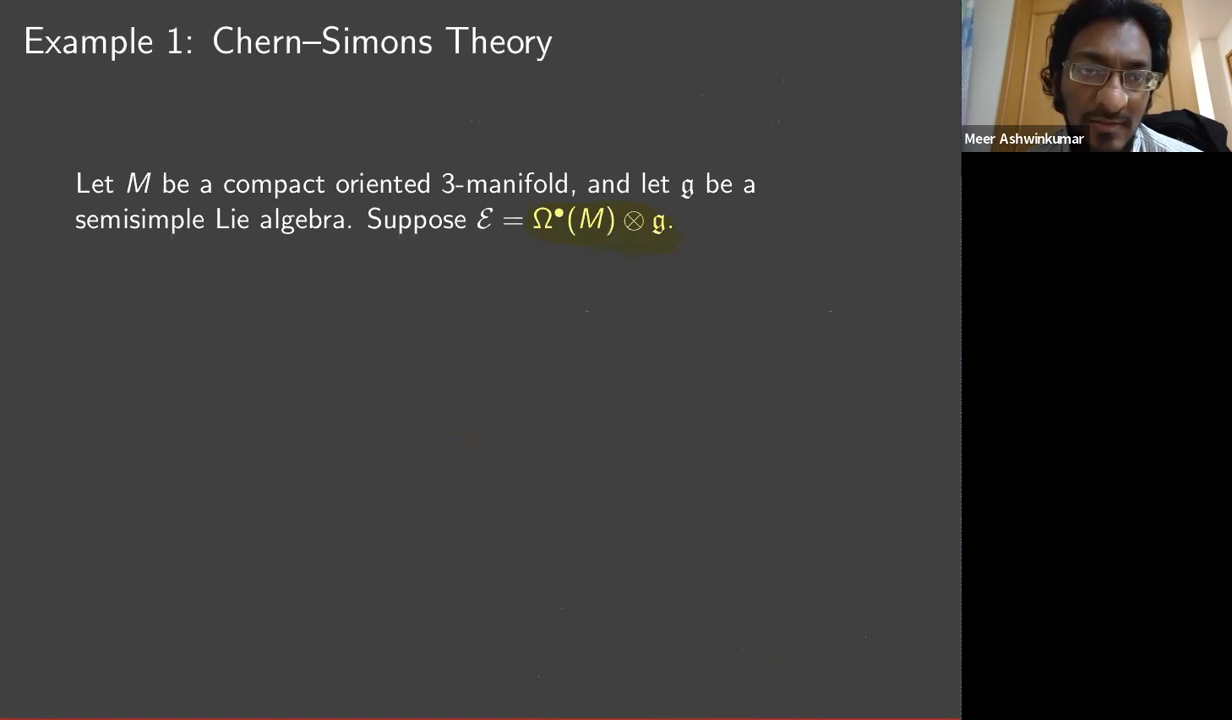 Example 1: Chern–Simons Theory
Let M be a compact oriented 3-manifold, and let 𝔤 be a
semisimple Lie algebra. Suppose ℰ = Ω•(M) ⊗ 𝔤.
Meer Ashwinkumar